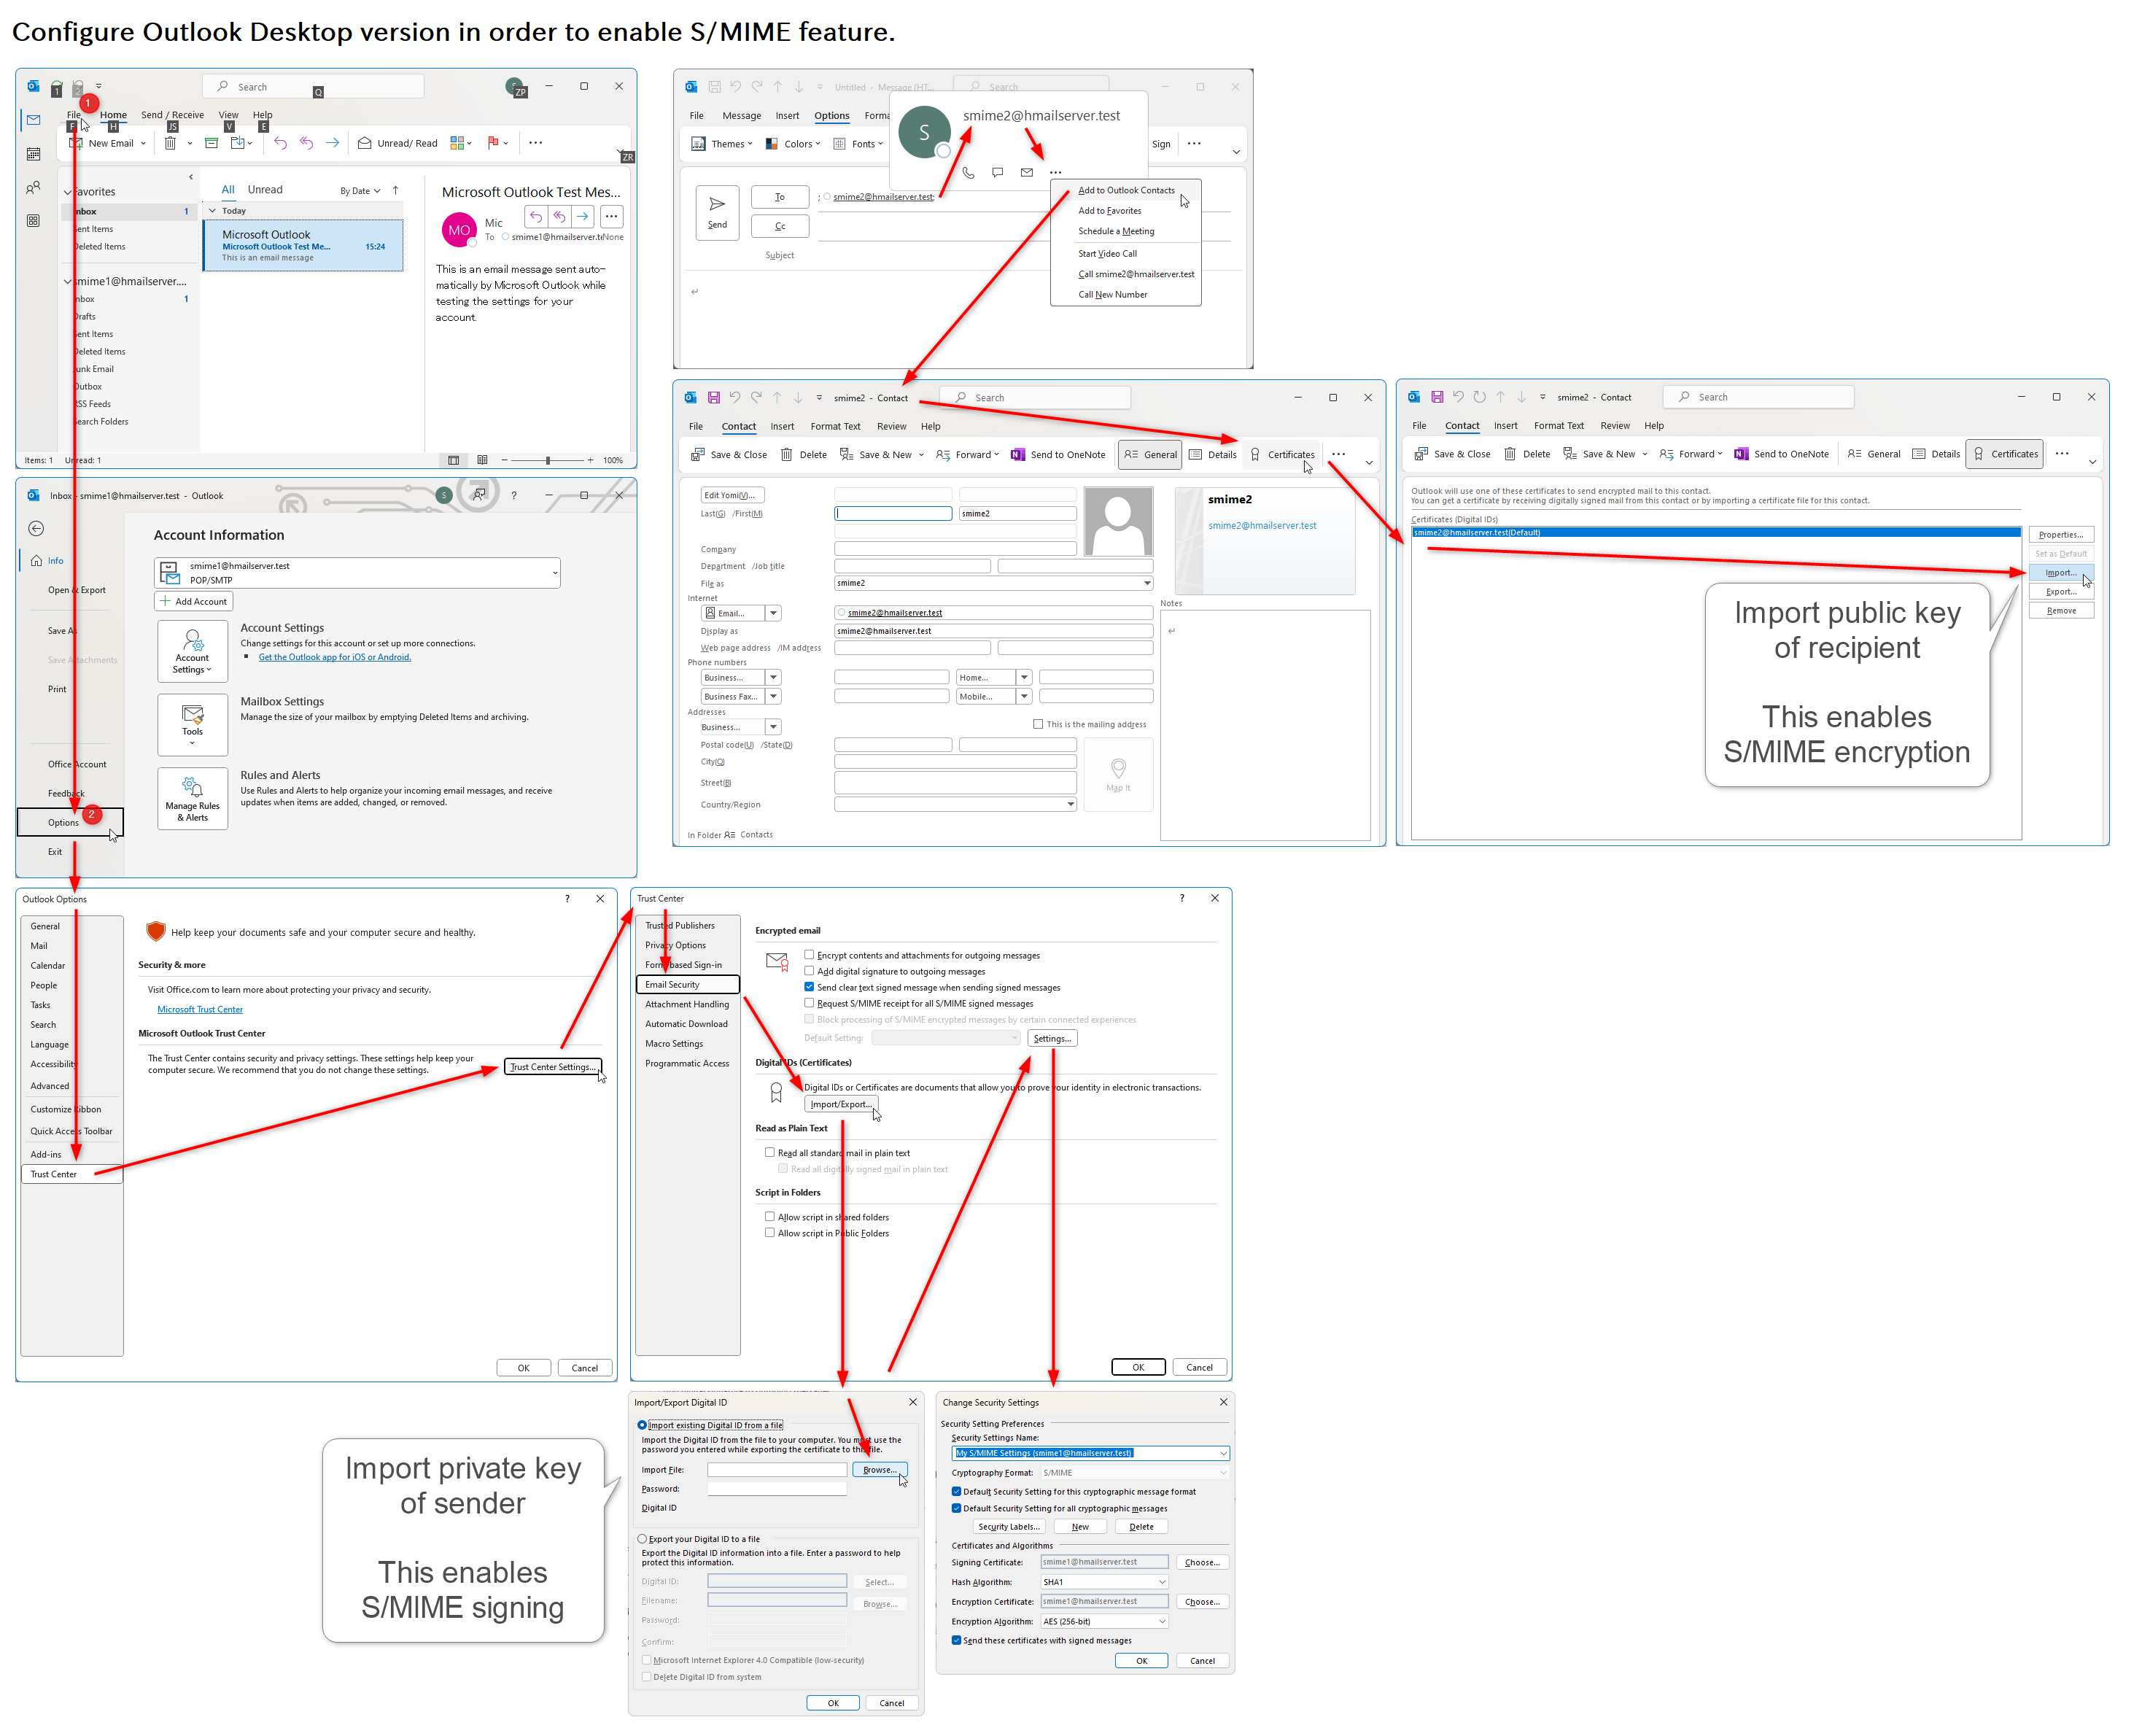 Configure Outlook Desktop version in order to enable S/MIME feature.
Search
File Home Send / Receive View Help
New Email Unread/ Read
Favorites
Inbox 1
Sent Items
Deleted Items
smime1@hmailserver....
Inbox 1
Drafts
Sent Items
Deleted Items
Junk Email
Outbox
RSS Feeds
Search Folders
All Unread By Date
Today
Microsoft Outlook
Microsoft Outlook Test Me... 15:24
This is an email message
Microsoft Outlook Test Mes...
MO Mic
To smime1@hmailserver.te None
This is an email message sent auto-
matically by Microsoft Outlook while
testing the settings for your
account.
Items: 1 Unread: 1 100%
Inbox - smime1@hmailserver.test - Outlook
Info
Open & Export
Save As
Save Attachments
Print
Office Account
Feedback
Options 2
Exit
Account Information
smime1@hmailserver.test
POP/SMTP
Add Account
Account Settings
Account Settings
Change settings for this account or set up more connections.
Get the Outlook app for iOS or Android.
Tools
Mailbox Settings
Manage the size of your mailbox by emptying Deleted Items and archiving.
Manage Rules & Alerts
Rules and Alerts
Use Rules and Alerts to help organize your incoming email messages, and receive
updates when items are added, changed, or removed.
Untitled - Message (HT... Search
File Message Insert Options Forma
Themes Colors Fonts Sign
S smime2@hmailserver.test
Send
To ; smime2@hmailserver.test;
Cc
Subject
Add to Outlook Contacts
Add to Favorites
Schedule a Meeting
Start Video Call
Call smime2@hmailserver.test
Call New Number
smime2 - Contact Search
File Contact Insert Format Text Review Help
Save & Close Delete Save & New Forward Send to OneNote General Details Certificates
Edit Yomi(V)...
Last(G) /First(M) smime2
Company
Department /Job title
File as smime2
Internet
Email... smime2@hmailserver.test
Display as smime2@hmailserver.test
Web page address /IM address
Phone numbers
Business... Home...
Business Fax... Mobile...
Addresses
Business... This is the mailing address
Postal code(U) /State(D)
City(Q)
Street(B)
Country/Region
Map It
In Folder Contacts
smime2
smime2@hmailserver.test
Notes
smime2 - Contact Search
File Contact Insert Format Text Review Help
Save & Close Delete Save & New Forward Send to OneNote General Details Certificates
Outlook will use one of these certificates to send encrypted mail to this contact.
You can get a certificate by receiving digitally signed mail from this contact or by importing a certificate file for this contact.
Certificates (Digital IDs)
smime2@hmailserver.test(Default)
Properties...
Set as Default
Import...
Export...
Remove
Import public key
of recipient
This enables
S/MIME encryption
Outlook Options
General
Mail
Calendar
People
Tasks
Search
Language
Accessibility
Advanced
Customize Ribbon
Quick Access Toolbar
Add-ins
Trust Center
Help keep your documents safe and your computer secure and healthy.
Security & more
Visit Office.com to learn more about protecting your privacy and security.
Microsoft Trust Center
Microsoft Outlook Trust Center
The Trust Center contains security and privacy settings. These settings help keep your
computer secure. We recommend that you do not change these settings.
Trust Center Settings...
OK Cancel
Trust Center
Trusted Publishers
Privacy Options
Form-based Sign-in
Email Security
Attachment Handling
Automatic Download
Macro Settings
Programmatic Access
Encrypted email
Encrypt contents and attachments for outgoing messages
Add digital signature to outgoing messages
Send clear text signed message when sending signed messages
Request S/MIME receipt for all S/MIME signed messages
Block processing of S/MIME encrypted messages by certain connected experiences
Default Setting: Settings...
Digital IDs (Certificates)
Digital IDs or Certificates are documents that allow you to prove your identity in electronic transactions.
Import/Export...
Read as Plain Text
Read all standard mail in plain text
Read all digitally signed mail in plain text
Script in Folders
Allow script in shared folders
Allow script in Public Folders
OK Cancel
Import private key
of sender
This enables
S/MIME signing
Import/Export Digital ID
Import existing Digital ID from a file
Import the Digital ID from the file to your computer. You must use the
password you entered while exporting the certificate to this file.
Import File: Browse...
Password:
Digital ID
Export your Digital ID to a file
Export the Digital ID information into a file. Enter a password to help
protect this information.
Digital ID: Select...
Filename: Browse...
Password:
Confirm:
Microsoft Internet Explorer 4.0 Compatible (low-security)
Delete Digital ID from system
OK Cancel
Change Security Settings
Security Setting Preferences
Security Settings Name:
My S/MIME Settings (smime1@hmailserver.test)
Cryptography Format: S/MIME
Default Security Setting for this cryptographic message format
Default Security Setting for all cryptographic messages
Security Labels... New Delete
Certificates and Algorithms
Signing Certificate: smime1@hmailserver.test Choose...
Hash Algorithm: SHA1
Encryption Certificate: smime1@hmailserver.test Choose...
Encryption Algorithm: AES (256-bit)
Send these certificates with signed messages
OK Cancel